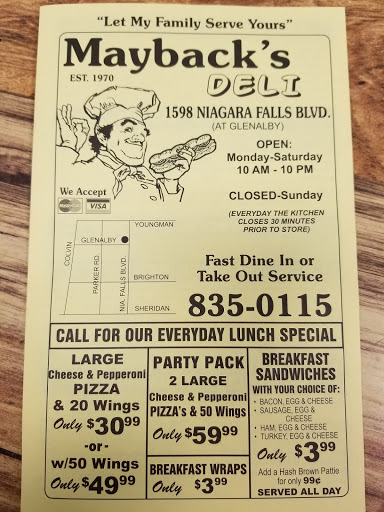 "Let My Family Serve Yours"
Mayback's
EST. 1970
DELI
1598 NIAGARA FALLS BLVD.
(AT GLENALBY)
OPEN:
Monday-Saturday
10 AM - 10 PM
CLOSED-Sunday
(EVERYDAY THE KITCHEN
CLOSES 30 MINUTES
PRIOR TO STORE)
We Accept
MasterCard
VISA
YOUNGMAN
GLENALBY
COLVIN
PARKER RD.
NIA. FALLS BLVD.
BRIGHTON
SHERIDAN
Fast Dine In or
Take Out Service
835-0115
CALL FOR OUR EVERYDAY LUNCH SPECIAL
LARGE
Cheese & Pepperoni
PIZZA
& 20 Wings
Only $30.99
-or-
w/50 Wings
Only $49.99
PARTY PACK
2 LARGE
Cheese & Pepperoni
PIZZA's & 50 Wings
Only $59.99
BREAKFAST WRAPS
Only $3.99
BREAKFAST
SANDWICHES
WITH YOUR CHOICE OF:
• BACON, EGG & CHEESE
• SAUSAGE, EGG &
CHEESE
• HAM, EGG & CHEESE
• TURKEY, EGG & CHEESE
Only $3.99
Add a Hash Brown Pattie
for only 99¢
SERVED ALL DAY